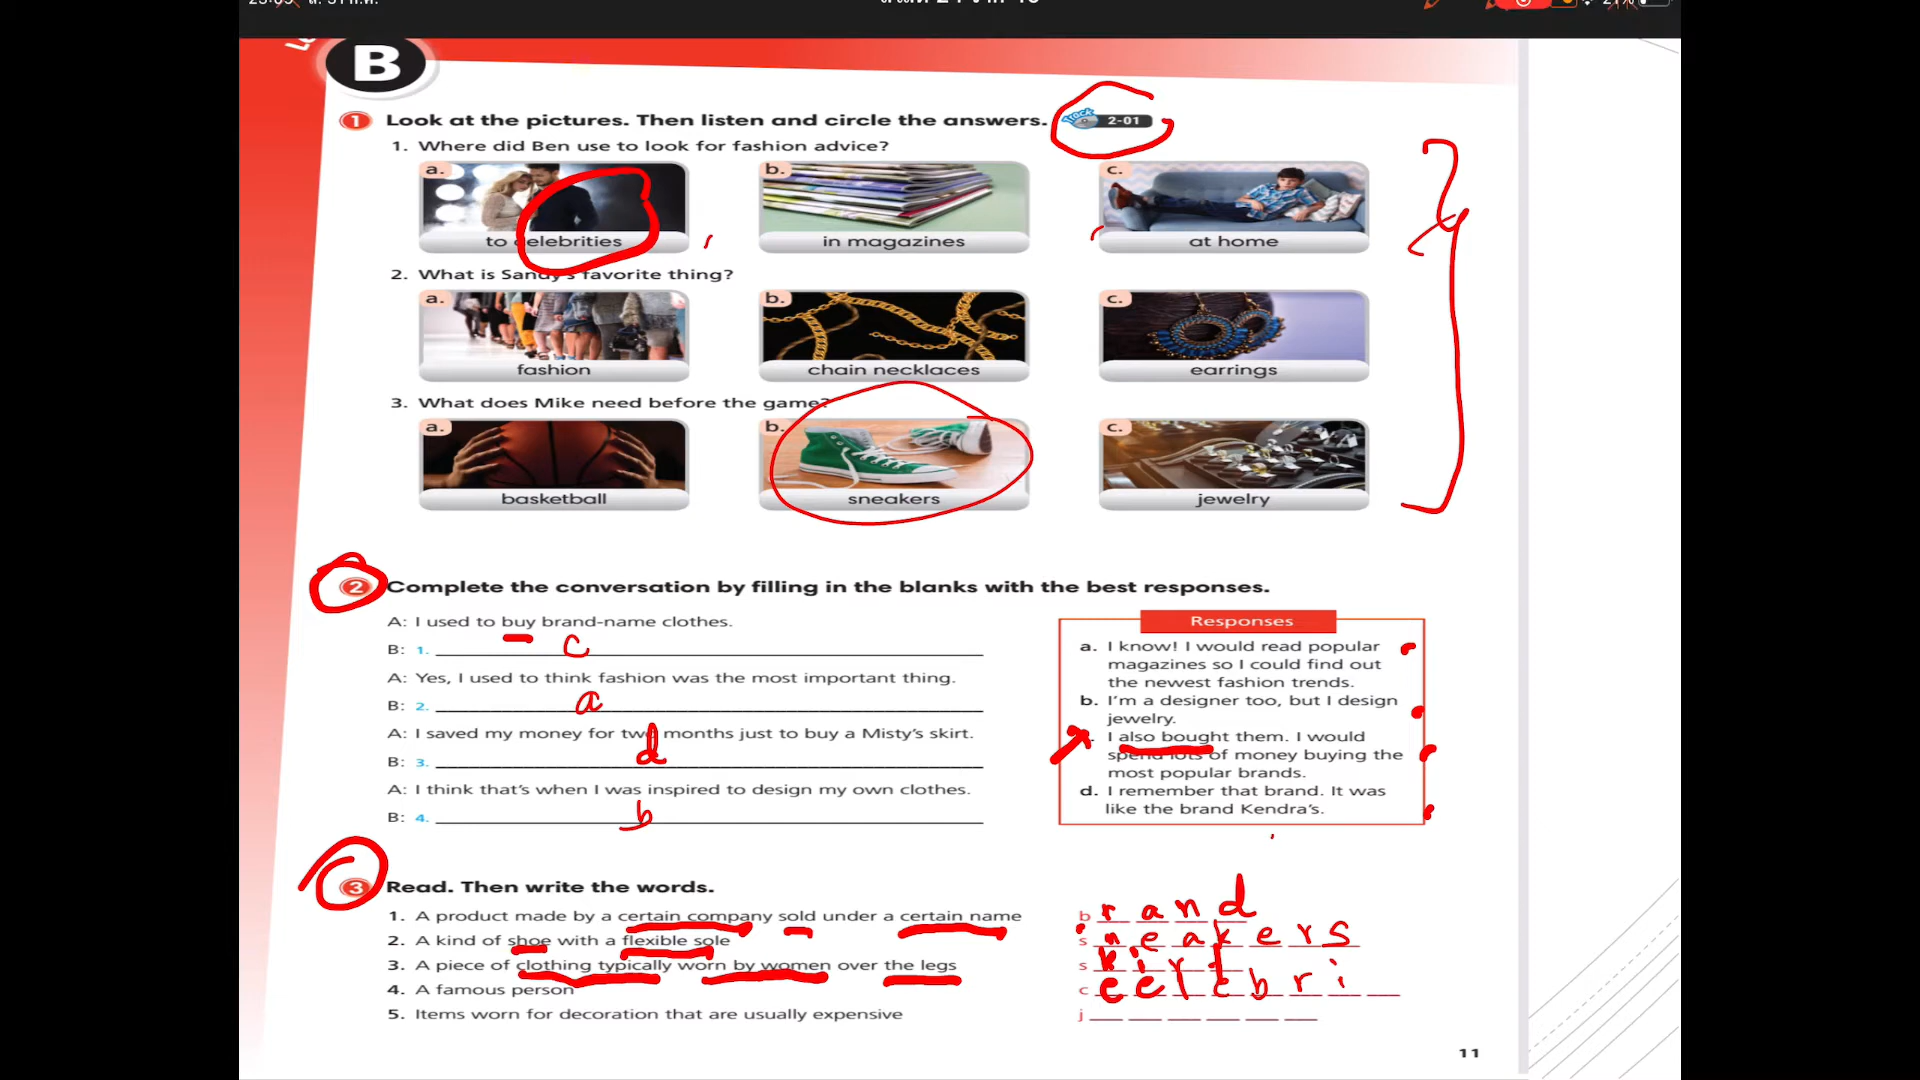 B
1 Look at the pictures. Then listen and circle the answers. Track 2-01
1. Where did Ben use to look for fashion advice?
a. b. c.
to celebrities in magazines at home
2. What is Sandy's favorite thing?
a. b. c.
fashion chain necklaces earrings
3. What does Mike need before the game?
a. b. c.
basketball sneakers jewelry
2 Complete the conversation by filling in the blanks with the best responses.
A: I used to buy brand-name clothes.
B: 1. c
A: Yes, I used to think fashion was the most important thing.
B: 2. a
A: I saved my money for two months just to buy a Misty's skirt.
B: 3. d
A: I think that's when I was inspired to design my own clothes.
B: 4. b
Responses
a. I know! I would read popular
magazines so I could find out
the newest fashion trends.
b. I'm a designer too, but I design
jewelry.
I also bought them. I would
spend lots of money buying the
most popular brands.
d. I remember that brand. It was
like the brand Kendra's.
3 Read. Then write the words.
1. A product made by a certain company sold under a certain name b r a n d
2. A kind of shoe with a flexible sole s n e a k e r s
3. A piece of clothing typically worn by women over the legs s k i r t
4. A famous person c e e l e b r i
5. Items worn for decoration that are usually expensive j
11